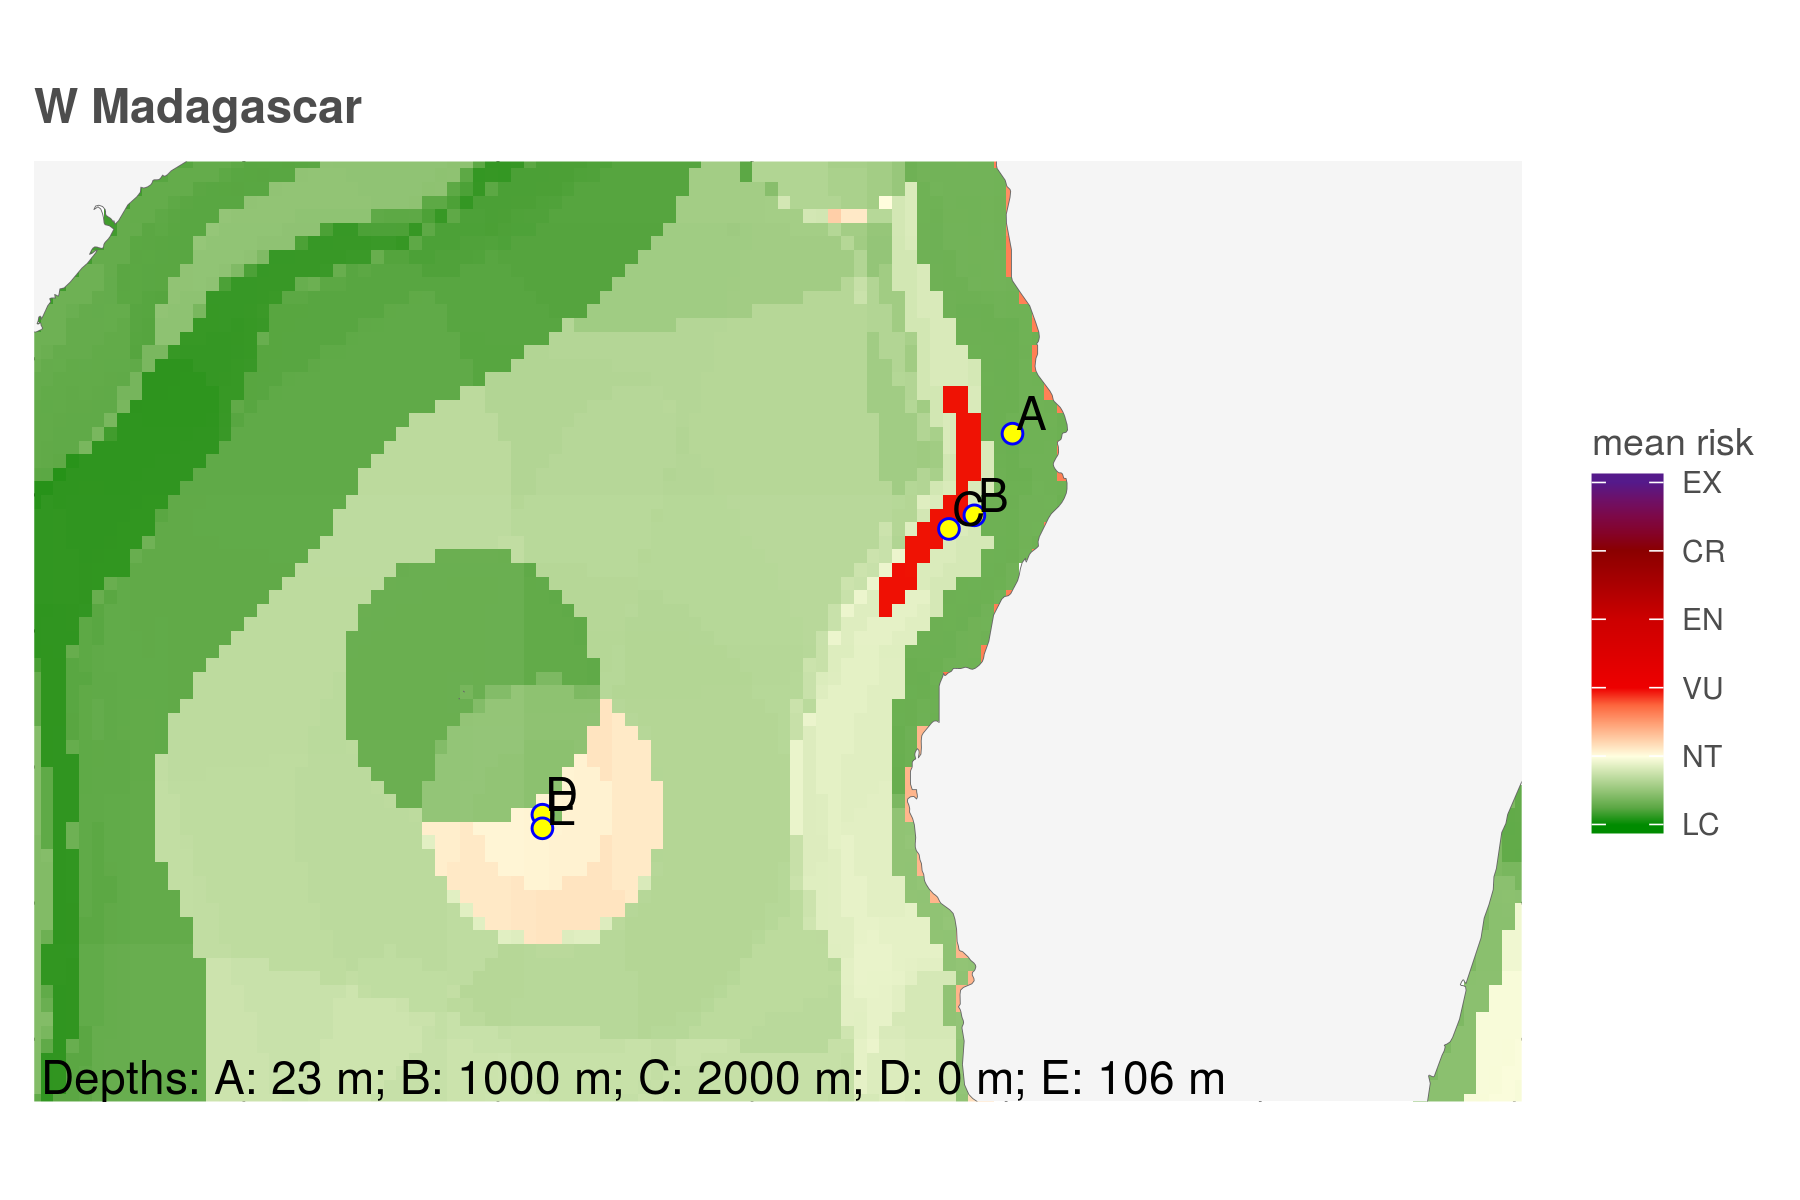 W Madagascar
A
B
C
D
E
mean risk
EX
CR
EN
VU
NT
LC
Depths: A: 23 m; B: 1000 m; C: 2000 m; D: 0 m; E: 106 m